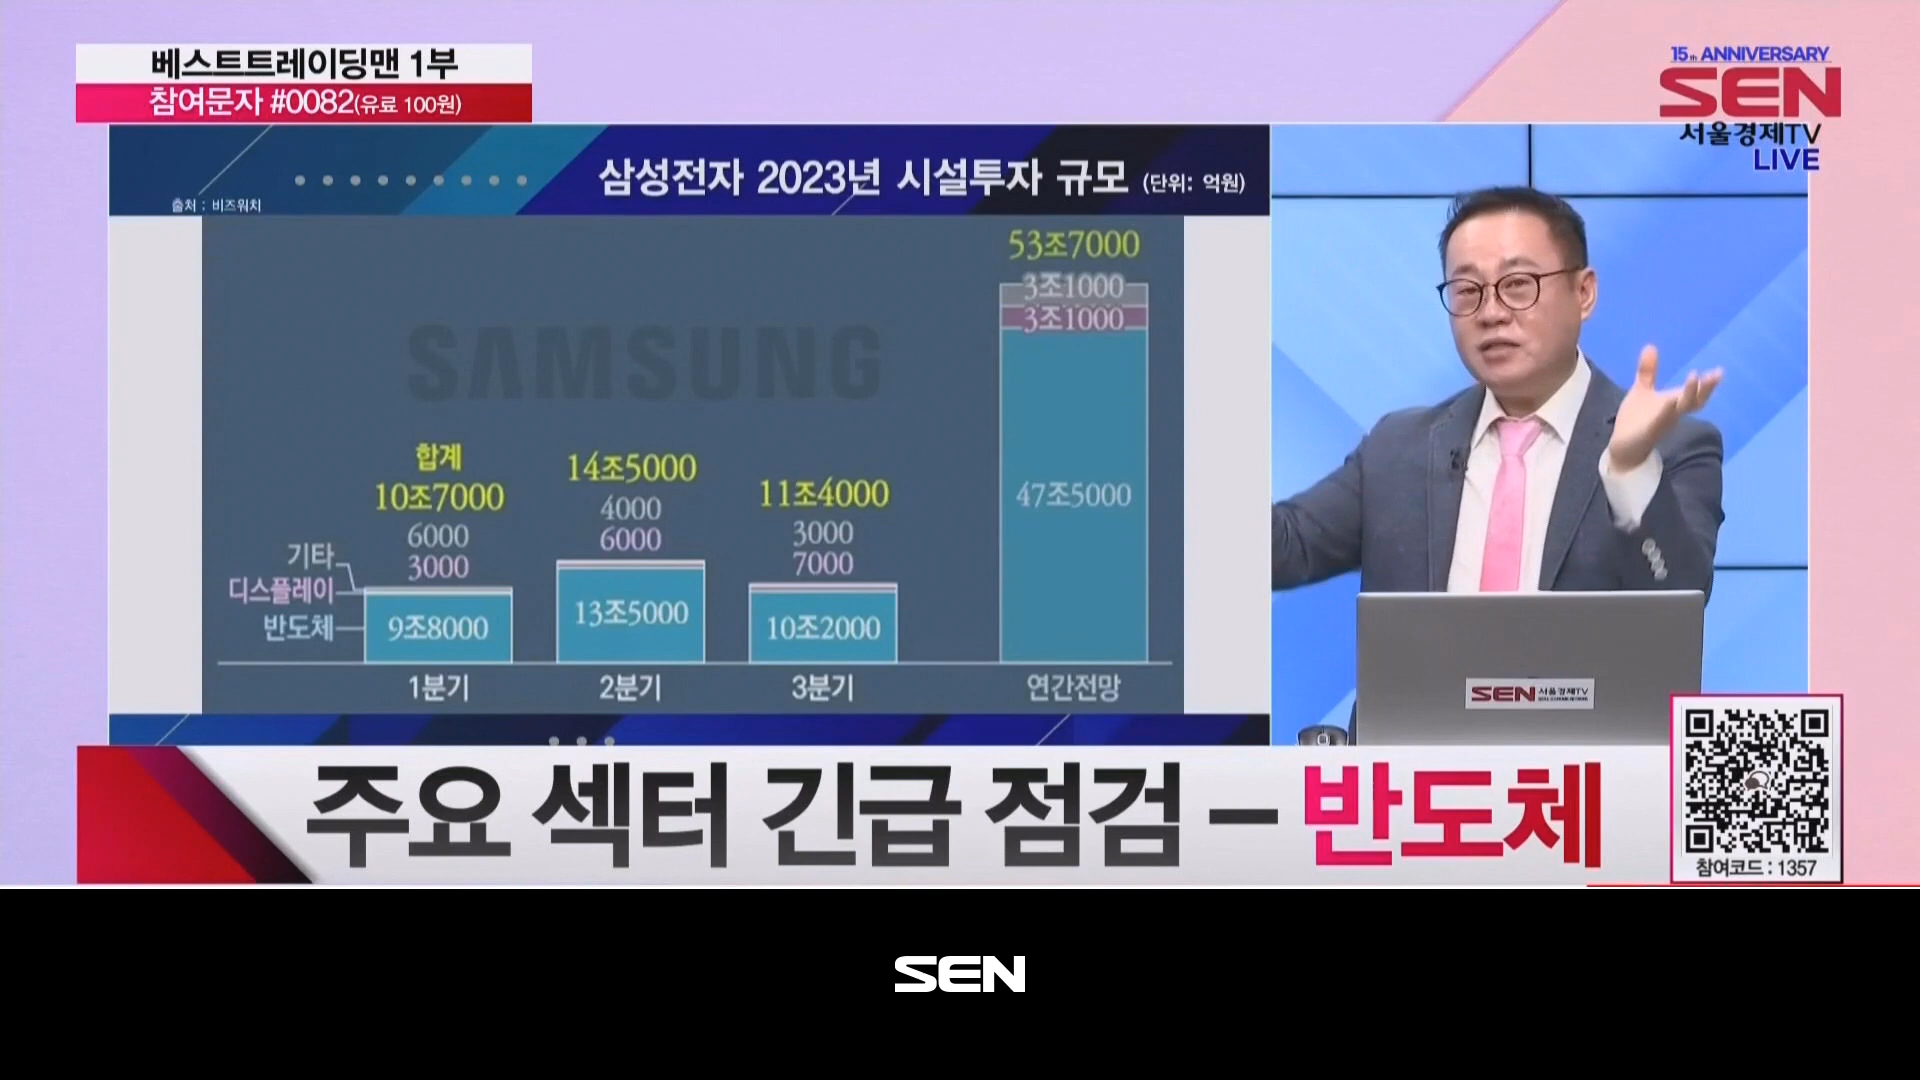 베스트트레이딩맨 1부
참여문자 #0082(유료 100원)
15th ANNIVERSARY
SEN
서울경제TV
LIVE
삼성전자 2023년 시설투자 규모 (단위: 억원)
출처 : 비즈워치
SAMSUNG
53조7000
3조1000
3조1000
47조5000
합계
10조7000
6000
3000
9조8000
14조5000
4000
6000
13조5000
11조4000
3000
7000
10조2000
기타
디스플레이
반도체
1분기
2분기
3분기
연간전망
SEN 서울경제TV
주요 섹터 긴급 점검 – 반도체
참여코드 : 1357
SEN